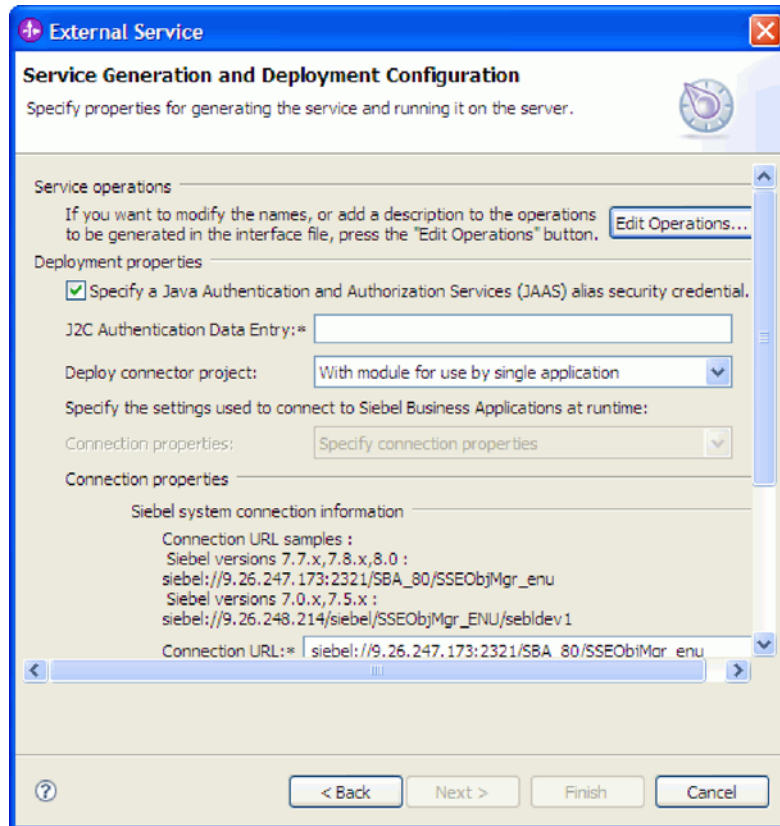 External Service
Service Generation and Deployment Configuration
Specify properties for generating the service and running it on the server.
Service operations
If you want to modify the names, or add a description to the operations
to be generated in the interface file, press the "Edit Operations" button.
Edit Operations...
Deployment properties
Specify a Java Authentication and Authorization Services (JAAS) alias security credential.
J2C Authentication Data Entry:*
Deploy connector project: With module for use by single application
Specify the settings used to connect to Siebel Business Applications at runtime:
Connection properties: Specify connection properties
Connection properties
Siebel system connection information
Connection URL samples :
Siebel versions 7.7.x,7.8.x,8.0 :
siebel://9.26.247.173:2321/SBA_80/SSEObjMgr_enu
Siebel versions 7.0.x,7.5.x :
siebel://9.26.248.214/siebel/SSEObjMgr_ENU/sebldev1
Connection URL:* siebel://9.26.247.173:2321/SBA_80/SSEObjMgr_enu
? < Back Next > Finish Cancel